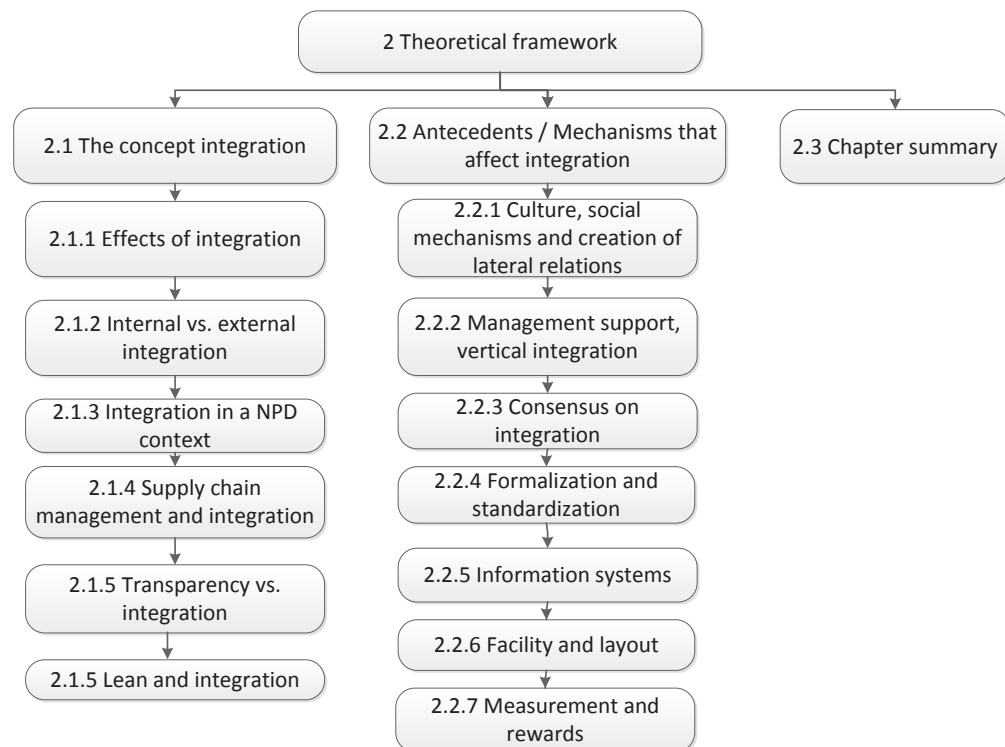 2 Theoretical framework
2.1 The concept integration
2.1.1 Effects of integration
2.1.2 Internal vs. external
integration
2.1.3 Integration in a NPD
context
2.1.4 Supply chain
management and integration
2.1.5 Transparency vs.
integration
2.1.5 Lean and integration
2.2 Antecedents / Mechanisms that
affect integration
2.2.1 Culture, social
mechanisms and creation of
lateral relations
2.2.2 Management support,
vertical integration
2.2.3 Consensus on
integration
2.2.4 Formalization and
standardization
2.2.5 Information systems
2.2.6 Facility and layout
2.2.7 Measurement and
rewards
2.3 Chapter summary